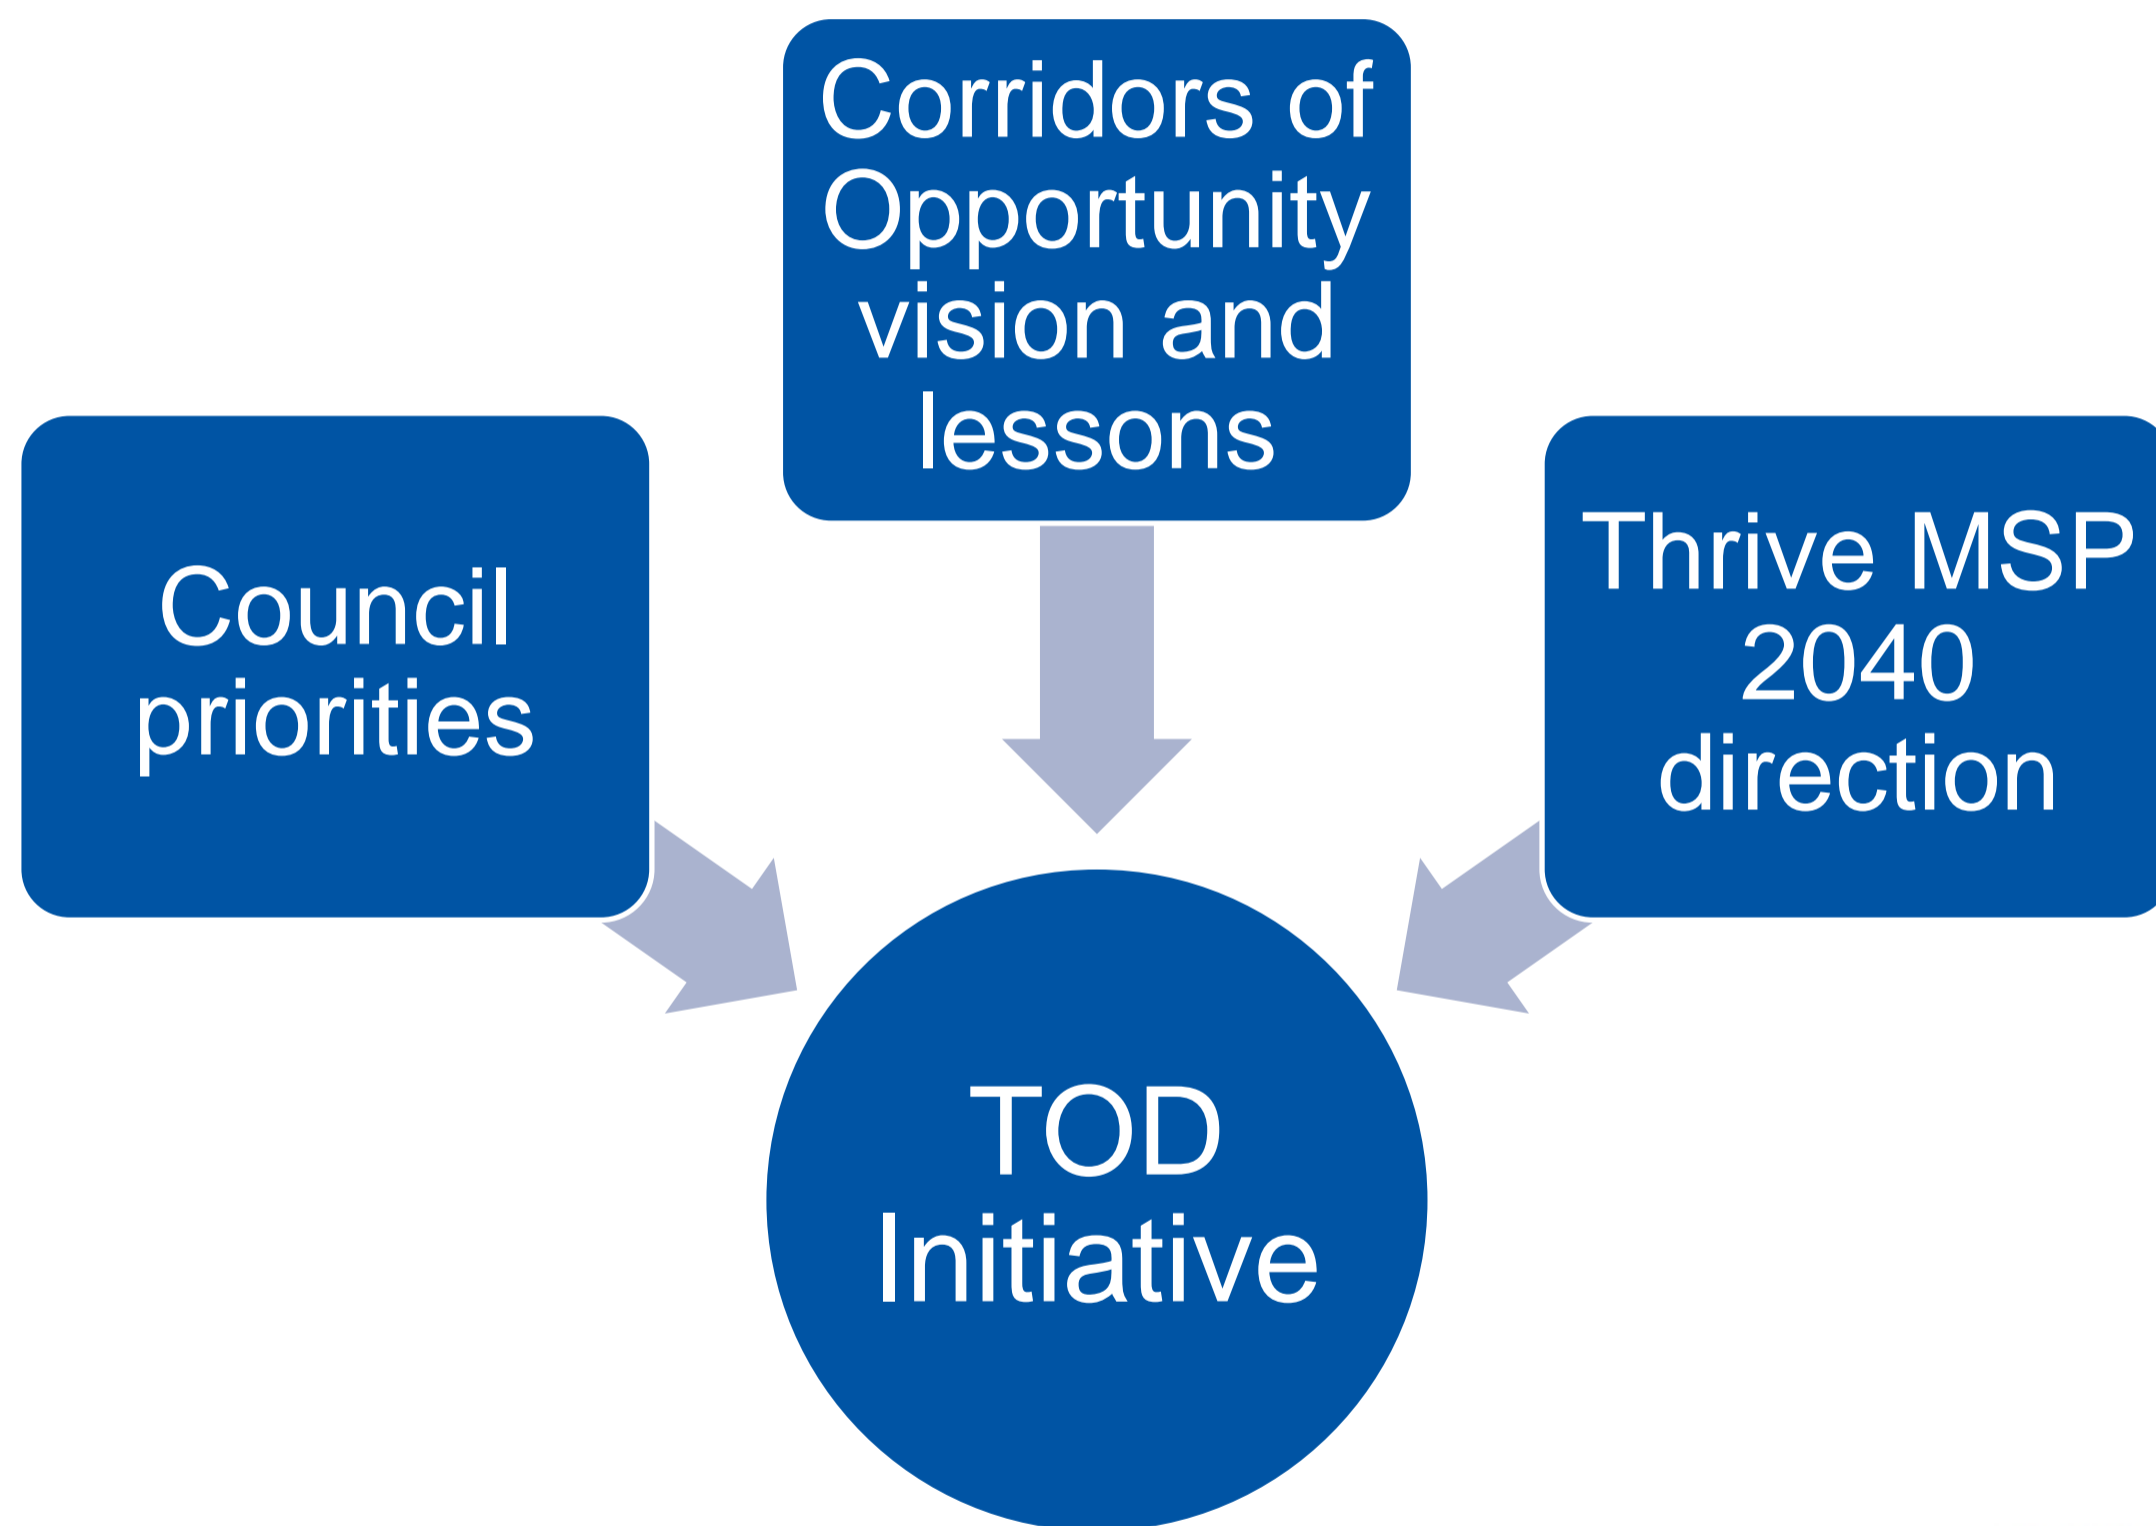 Corridors of
Opportunity
vision and
lessons
Council
priorities
Thrive MSP
2040
direction
TOD
Initiative